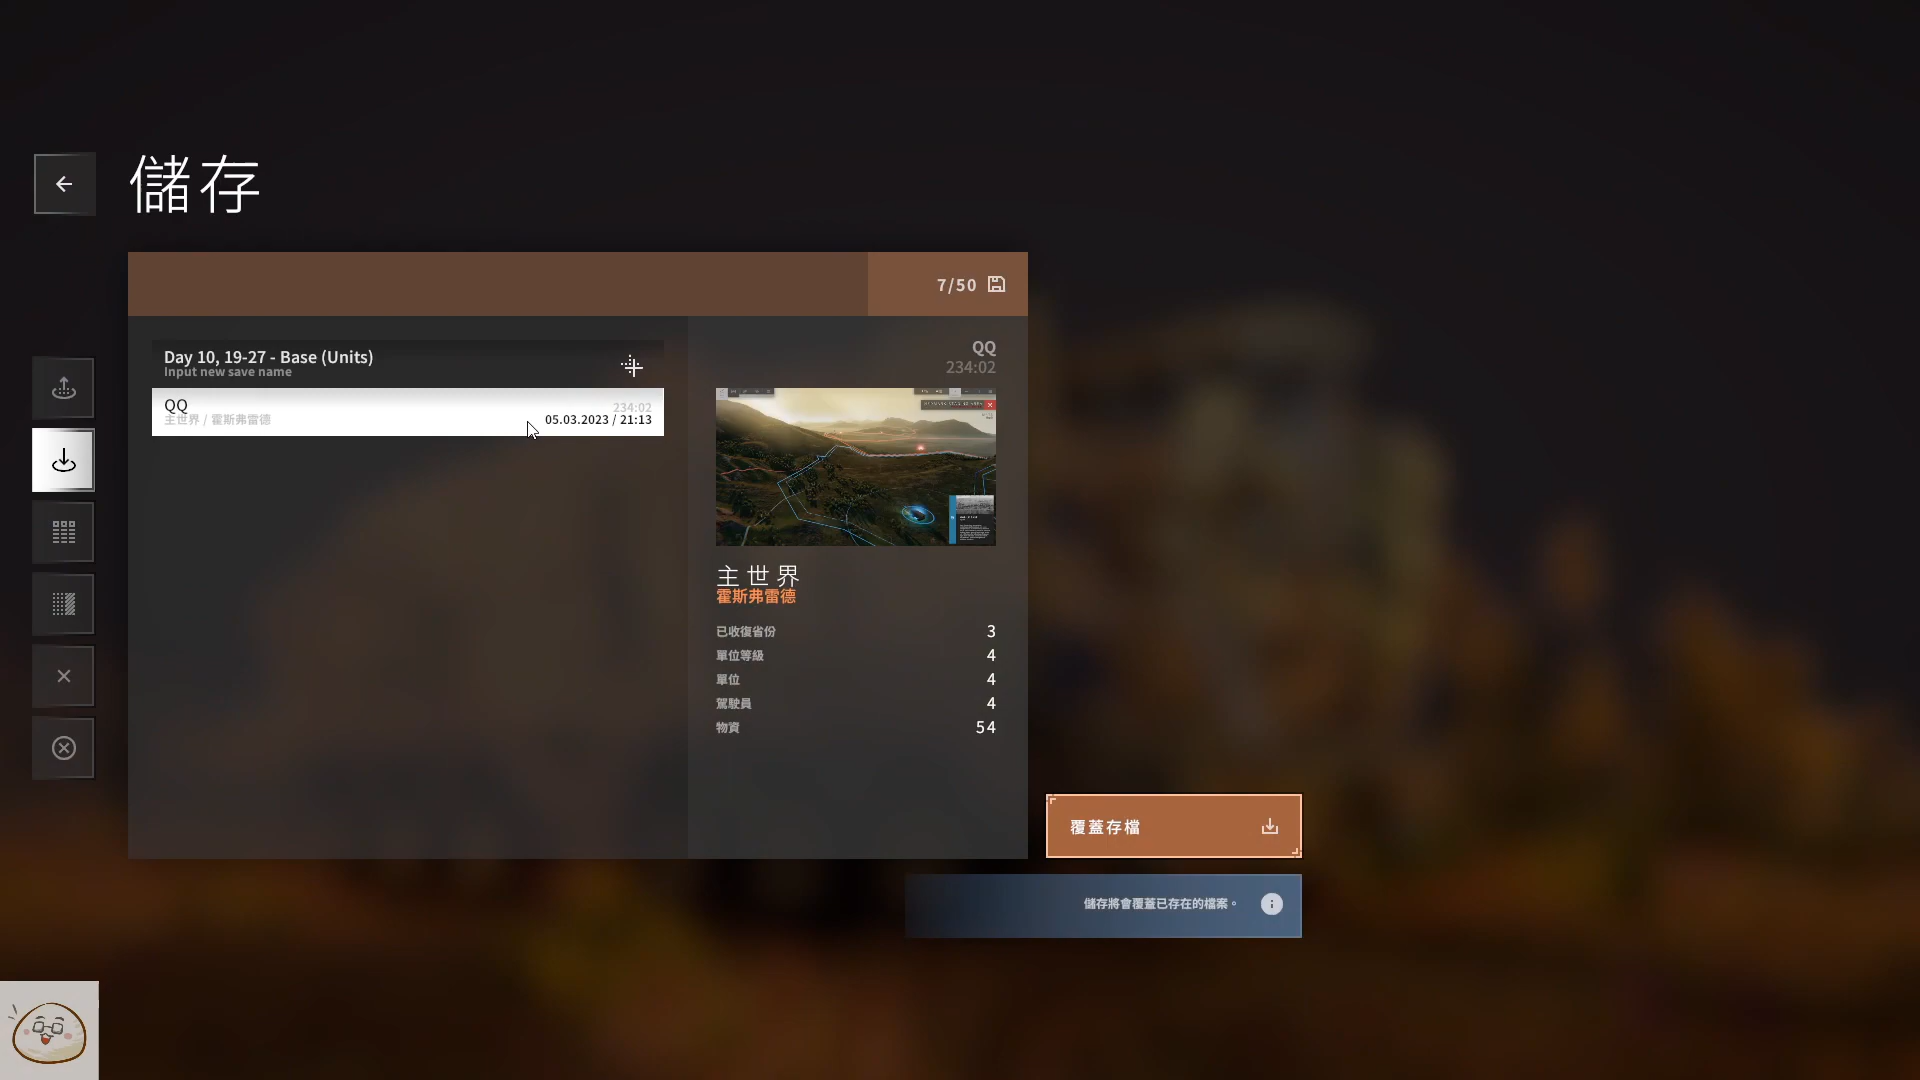 儲存
7/50
Day 10, 19-27 - Base (Units)
Input new save name
QQ
234:02
主世界 / 霍斯弗雷德
05.03.2023 / 21:13
QQ
234:02
主世界
霍斯弗雷德
已收復省份 3
單位等級 4
單位 4
駕駛員 4
物資 54
覆蓋存檔
儲存將會覆蓋已存在的檔案。